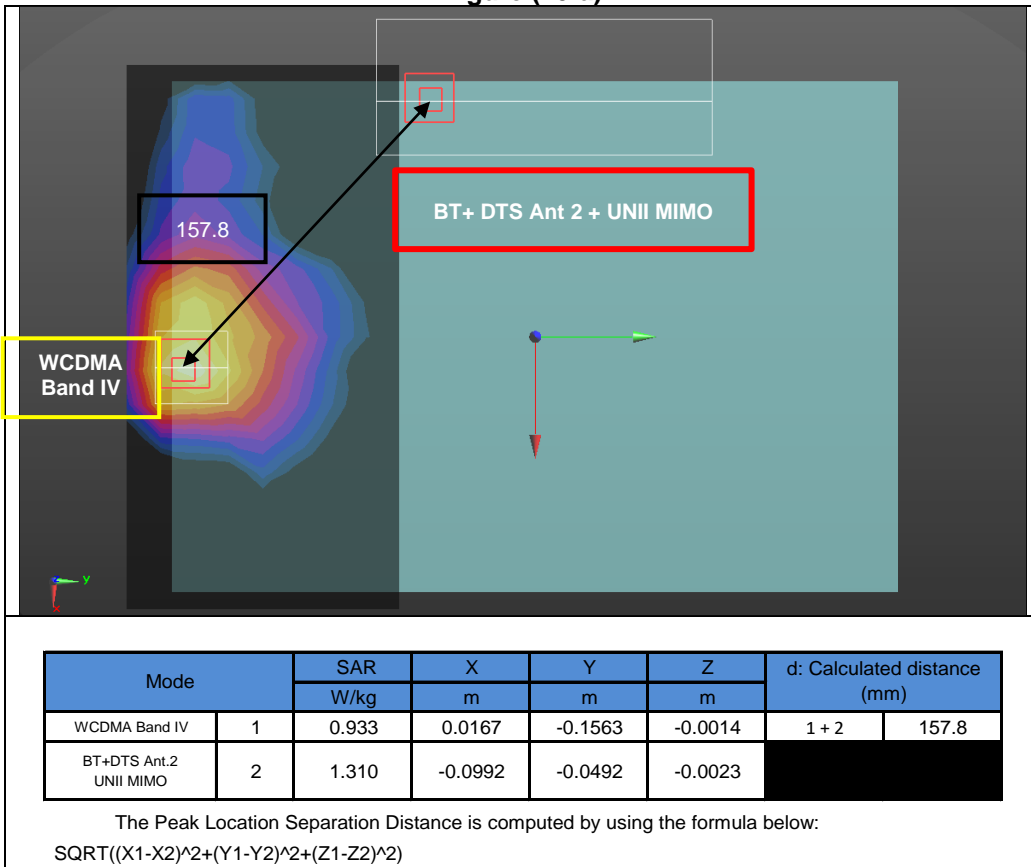 157.8
BT+ DTS Ant 2 + UNII MIMO
WCDMA
Band IV
y
x
Mode SAR X Y Z d: Calculated distance
(mm)
W/kg m m m
WCDMA Band IV 1 0.933 0.0167 -0.1563 -0.0014 1 + 2 157.8
BT+DTS Ant.2
UNII MIMO 2 1.310 -0.0992 -0.0492 -0.0023
The Peak Location Separation Distance is computed by using the formula below:
SQRT((X1-X2)^2+(Y1-Y2)^2+(Z1-Z2)^2)